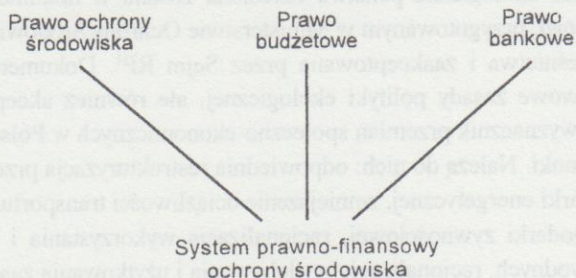 Prawo ochrony
środowiska
Prawo
budżetowe
Prawo
bankowe
System prawno-finansowy
ochrony środowiska